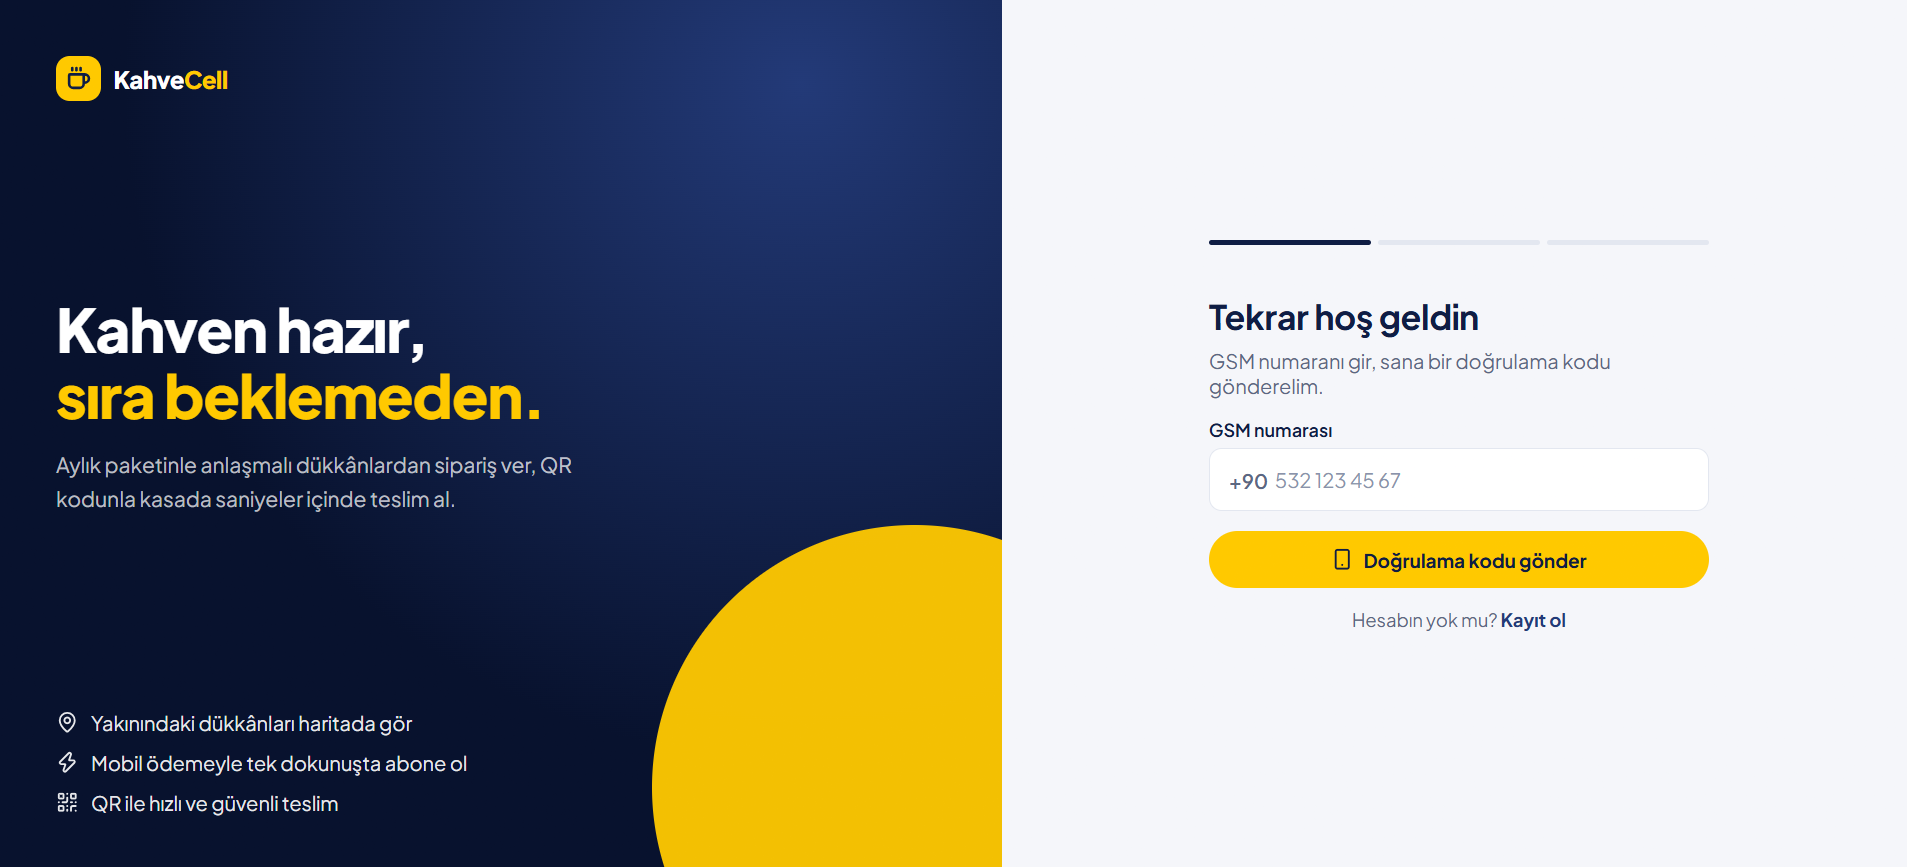 KahveCell
Kahven hazır,
sıra beklemeden.
Aylık paketinle anlaşmalı dükkânlardan sipariş ver, QR
kodunla kasada saniyeler içinde teslim al.
Yakınındaki dükkânları haritada gör
Mobil ödemeyle tek dokunuşta abone ol
QR ile hızlı ve güvenli teslim
Tekrar hoş geldin
GSM numaranı gir, sana bir doğrulama kodu
gönderelim.
GSM numarası
+90 532 123 45 67
Doğrulama kodu gönder
Hesabın yok mu? Kayıt ol